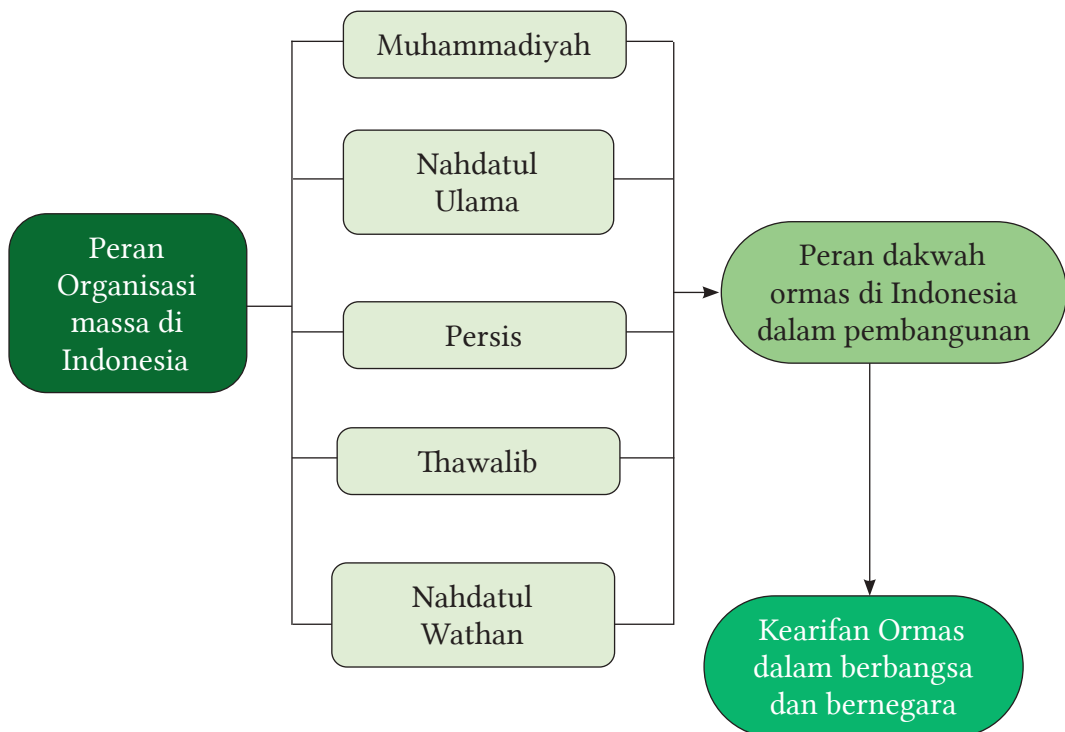 Peran
Organisasi
massa di
Indonesia
Muhammadiyah
Nahdatul
Ulama
Persis
Thawalib
Nahdatul
Wathan
Peran dakwah
ormas di Indonesia
dalam pembangunan
Kearifan Ormas
dalam berbangsa
dan bernegara